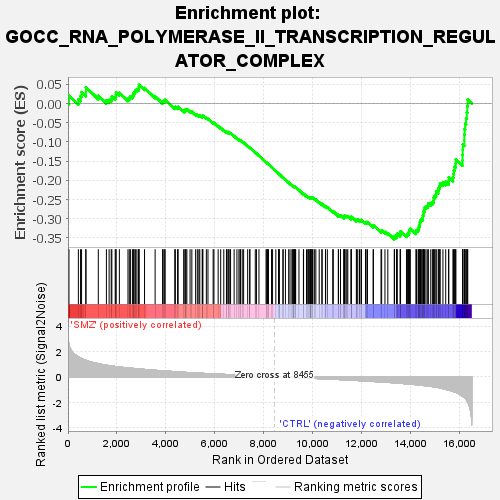 Enrichment plot:
GOCC_RNA_POLYMERASE_II_TRANSCRIPTION_REGUL
ATOR_COMPLEX
Enrichment score (ES)
0.05
0.00
-0.05
-0.10
-0.15
-0.20
-0.25
-0.30
-0.35
Ranked list metric (Signal2Noise)
'SMZ' (positively correlated)
4
2
0
-2
-4
Zero cross at 8455
'CTRL' (negatively correlated)
0
2,000
4,000
6,000
8,000
10,000
12,000
14,000
16,000
Rank in Ordered Dataset
Enrichment profile
Hits
Ranking metric scores